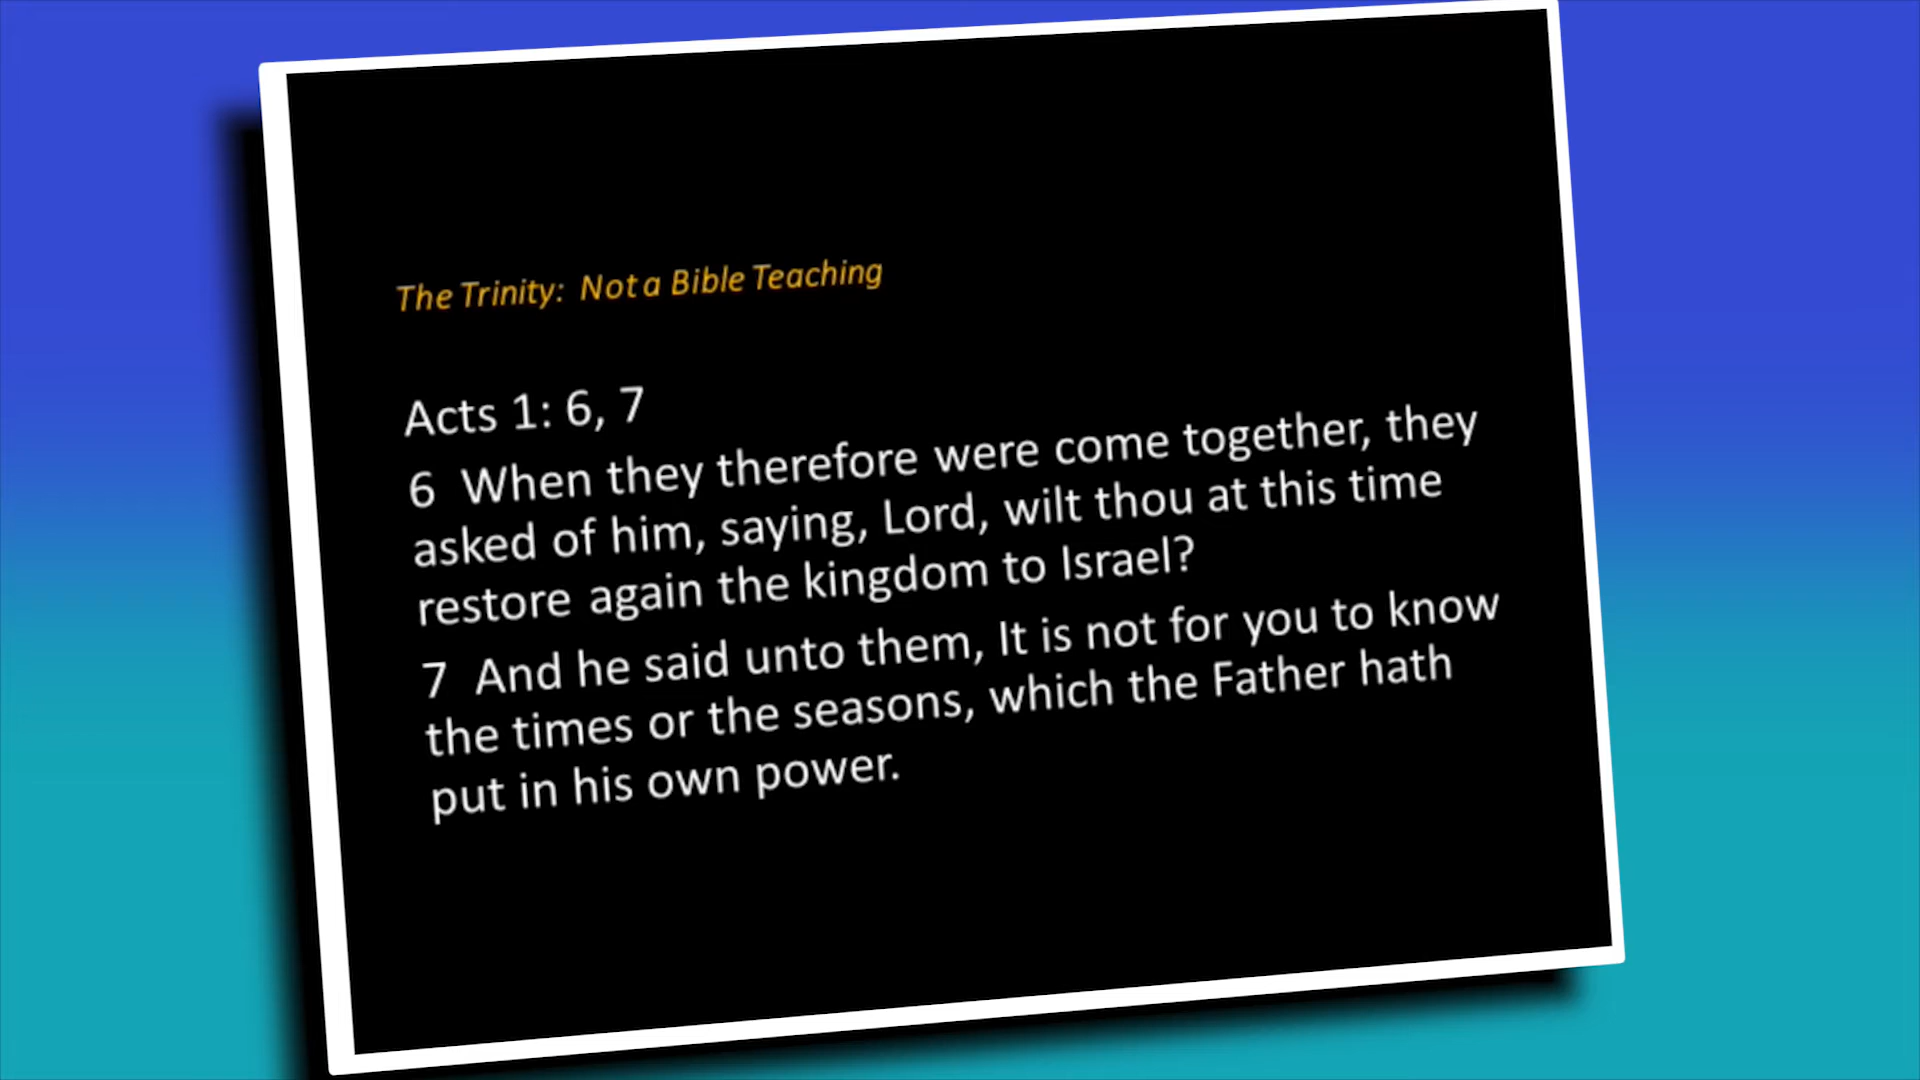 The Trinity: Not a Bible Teaching
Acts 1: 6, 7
6 When they therefore were come together, they
asked of him, saying, Lord, wilt thou at this time
restore again the kingdom to Israel?
7 And he said unto them, It is not for you to know
the times or the seasons, which the Father hath
put in his own power.